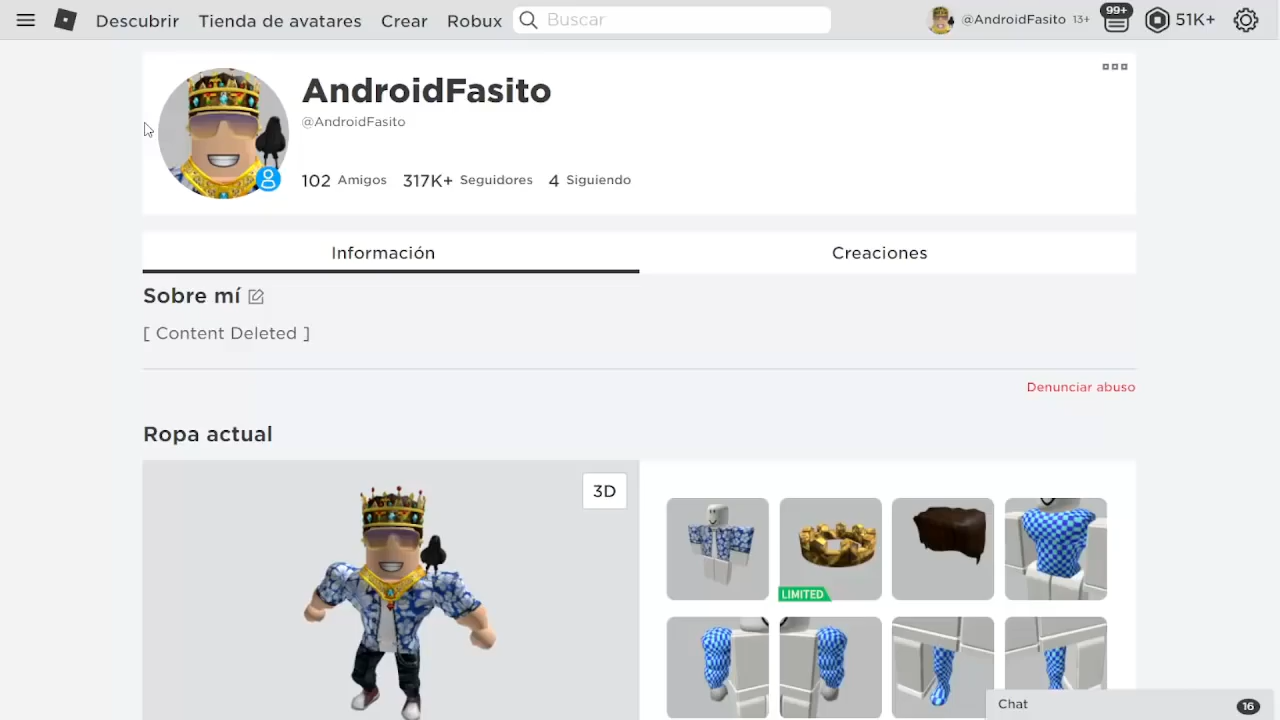 Descubrir Tienda de avatares Crear Robux Buscar @AndroidFasito 13+ 99+ 51K+
AndroidFasito
@AndroidFasito
102 Amigos 317K+ Seguidores 4 Siguiendo
Información Creaciones
Sobre mí
[ Content Deleted ]
Denunciar abuso
Ropa actual
3D
LIMITED
Chat 16